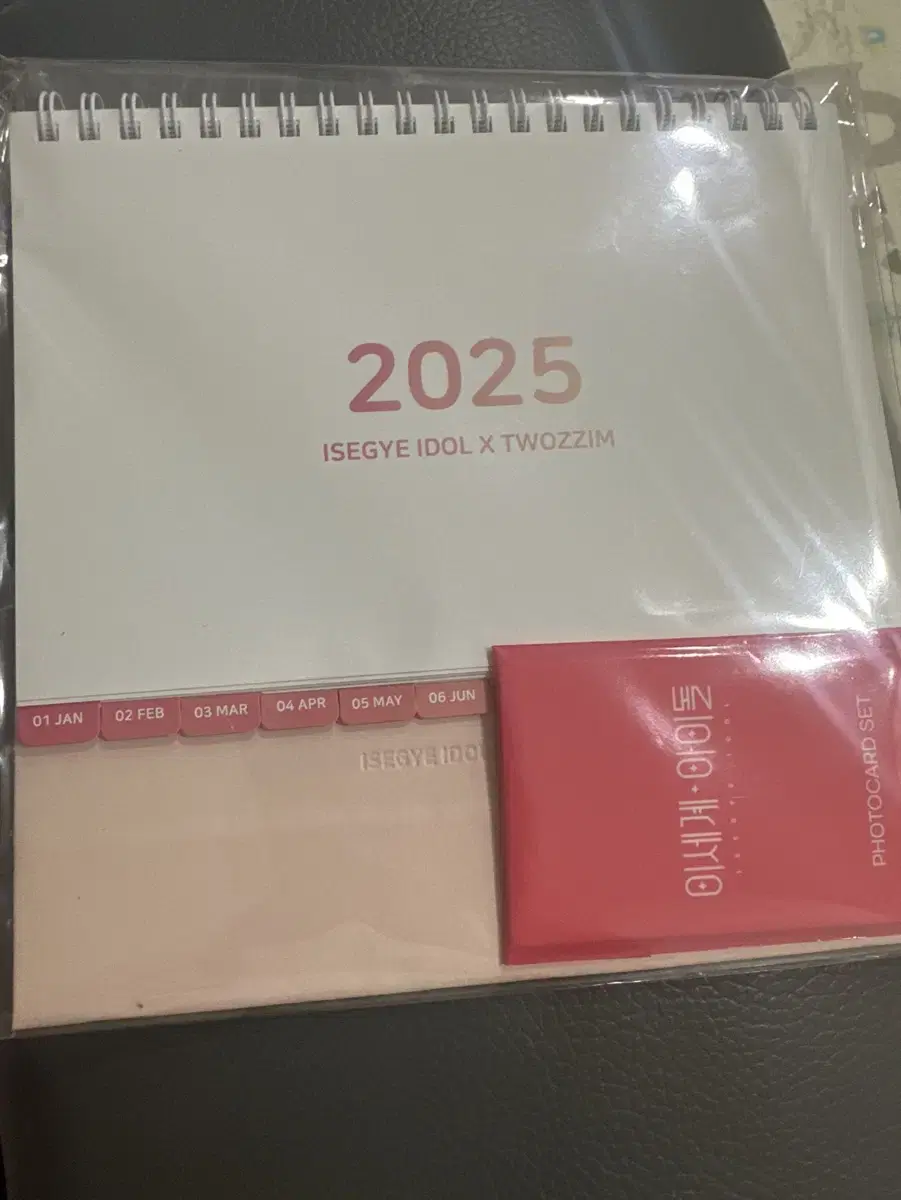 2025
ISEGYE IDOL X TWOZZIM
01 JAN
02 FEB
03 MAR
04 APR
05 MAY
06 JUN
ISEGYE IDO
이세계아이돌
PHOTOCARD SET